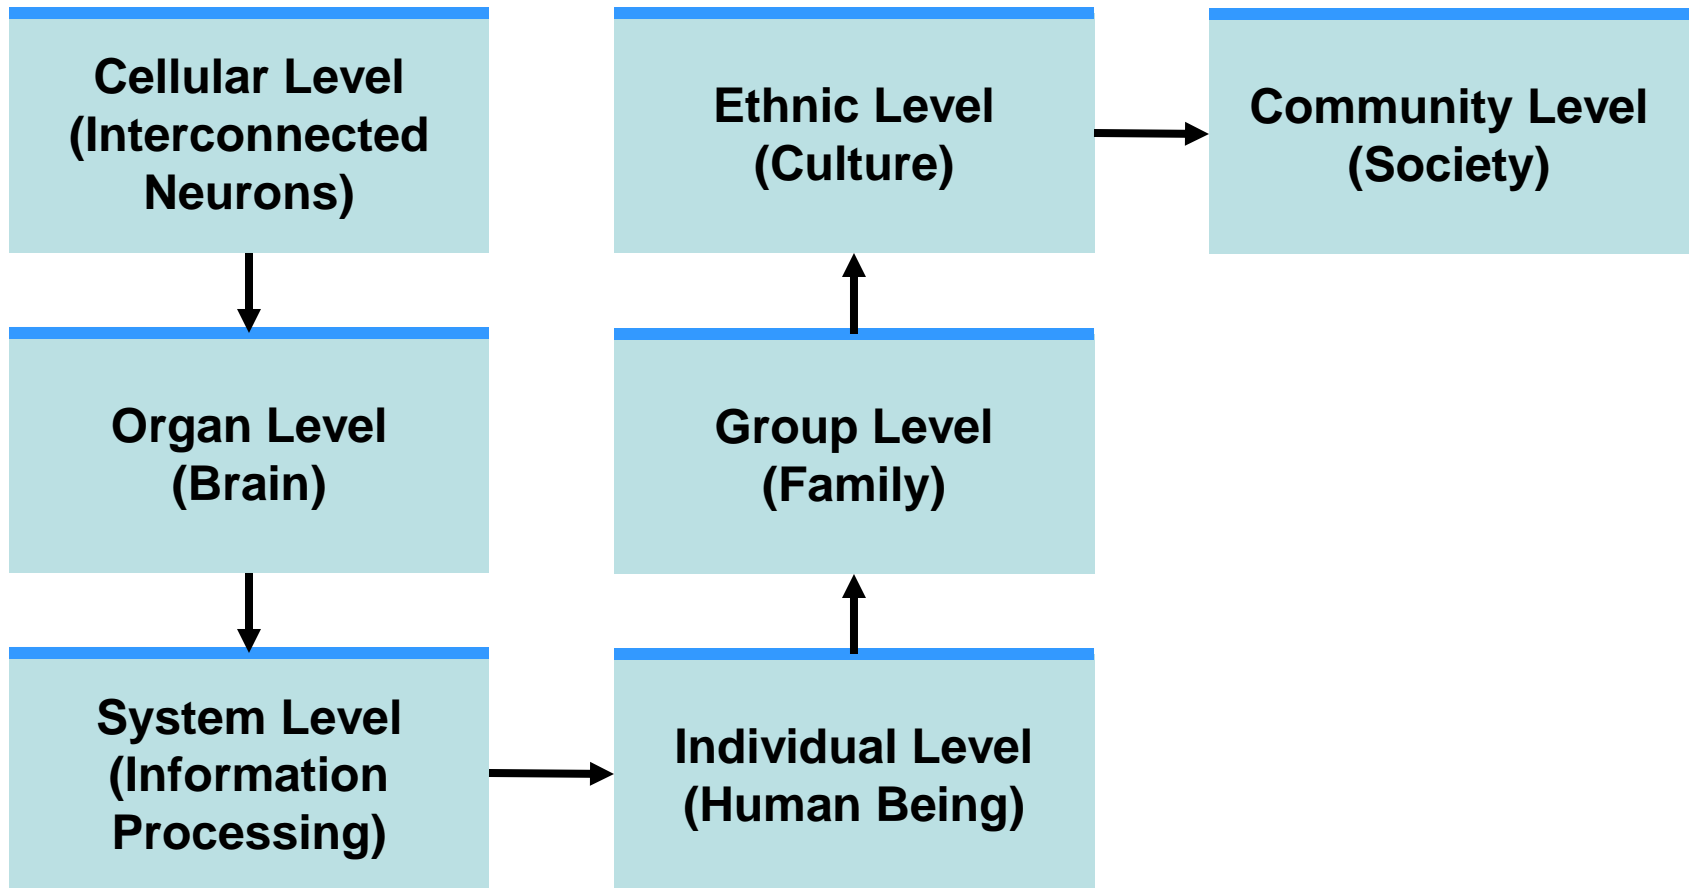 Cellular Level
(Interconnected
Neurons)
Organ Level
(Brain)
System Level
(Information
Processing)
Individual Level
(Human Being)
Group Level
(Family)
Ethnic Level
(Culture)
Community Level
(Society)